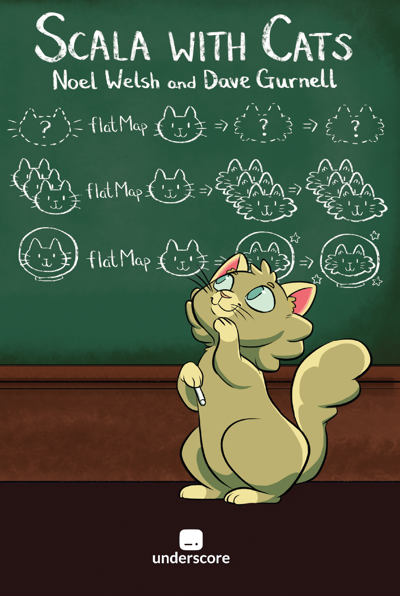 SCALA WITH CATS
NOEL WELSH AND DAVE GURNELL
? flatMap ⇒ ? ⇒ ?
flatMap ⇒ ⇒
flatMap ⇒ ⇒
underscore